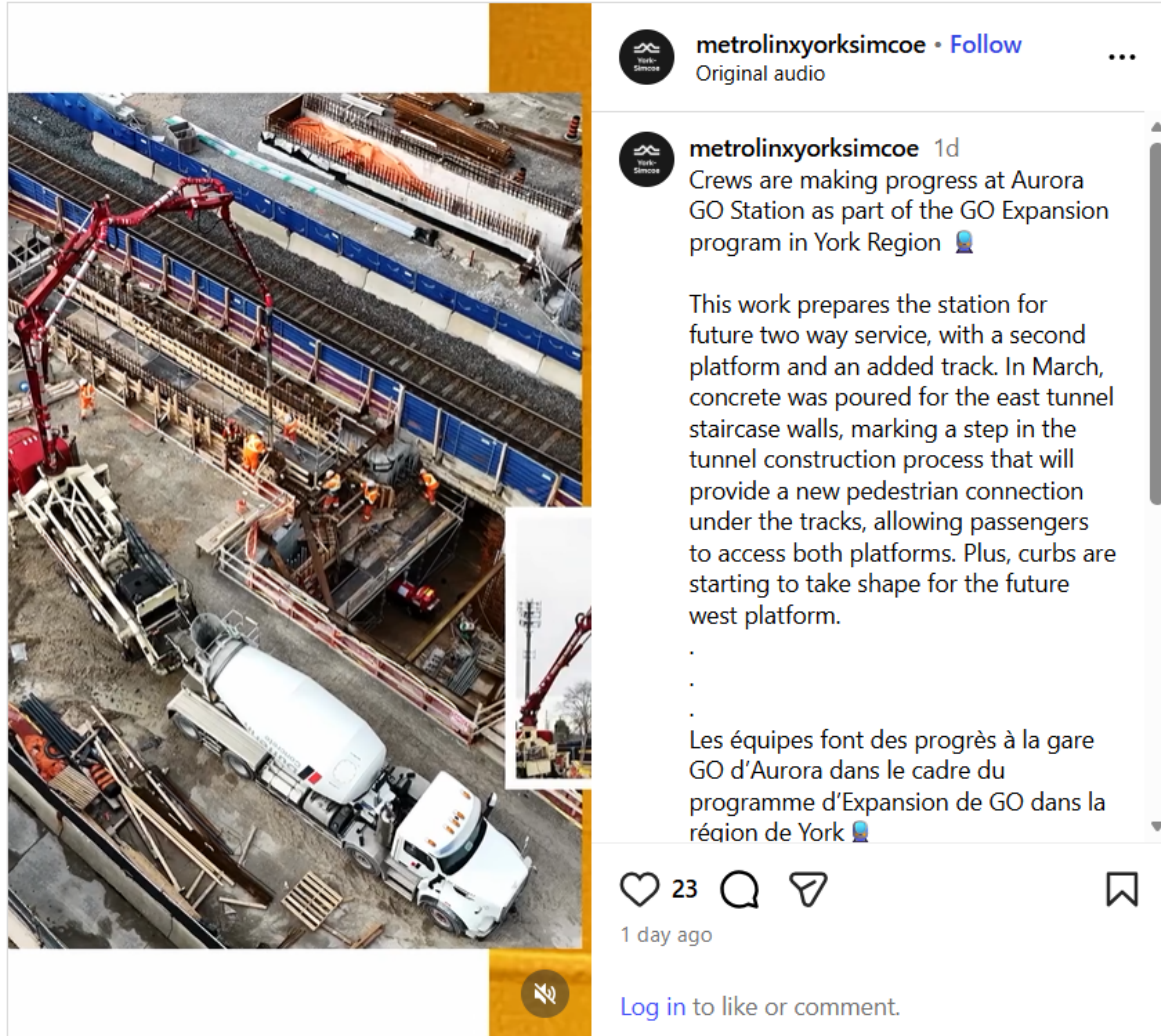 metrolinxyorksimcoe • Follow
Original audio
York-
Simcoe
metrolinxyorksimcoe 1d
York-
Simcoe
Crews are making progress at Aurora
GO Station as part of the GO Expansion
program in York Region 🚆
This work prepares the station for
future two way service, with a second
platform and an added track. In March,
concrete was poured for the east tunnel
staircase walls, marking a step in the
tunnel construction process that will
provide a new pedestrian connection
under the tracks, allowing passengers
to access both platforms. Plus, curbs are
starting to take shape for the future
west platform.
.
.
.
Les équipes font des progrès à la gare
GO d’Aurora dans le cadre du
programme d’Expansion de GO dans la
région de York 🚆
23
1 day ago
Log in to like or comment.